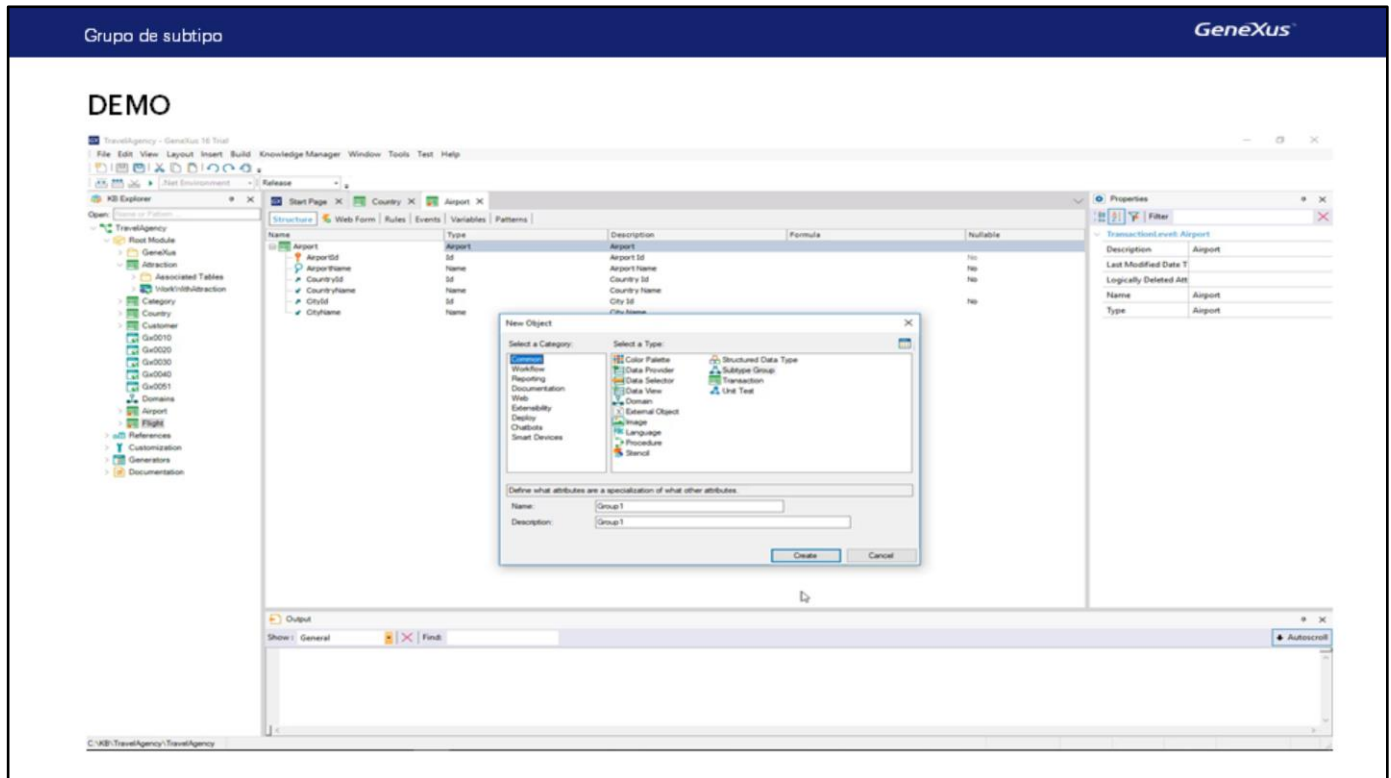 Grupo de subtipo
GeneXus
DEMO
TravelAgency - GeneXus 16 Trial
File Edit View Layout Insert Build Knowledge Manager Window Tools Test Help
.Net Environment Release
KB Explorer
Open: Name or Pattern
TravelAgency
Root Module
GeneXus
Attraction
Associated Tables
WorkWithAttraction
Category
Country
Customer
Gx0010
Gx0020
Gx0030
Gx0040
Gx0051
Domains
Airport
Flight
References
Customization
Generators
Documentation
Start Page Country Airport
Structure Web Form Rules Events Variables Patterns
Name Type Description Formula Nullable
Airport Airport Airport
AirportId Id Airport Id No
AirportName Name Airport Name No
CountryId Id Country Id No
CountryName Name Country Name
CityId Id City Id No
CityName Name City Name
New Object
Select a Category: Select a Type:
Common
Workflow
Reporting
Documentation
Web
Extensibility
Deploy
Chatbots
Smart Devices
Color Palette
Data Provider
Data Selector
Data View
Domain
External Object
Image
Language
Procedure
Stencil
Structured Data Type
Subtype Group
Transaction
Unit Test
Define what attributes are a specialization of what other attributes.
Name: Group1
Description: Group1
Create Cancel
Properties
Filter
TransactionLevel: Airport
Description Airport
Last Modified Date T
Logically Deleted Att
Name Airport
Type Airport
Output
Show: General Find:
Autoscroll
C:\KB\TravelAgency\TravelAgency